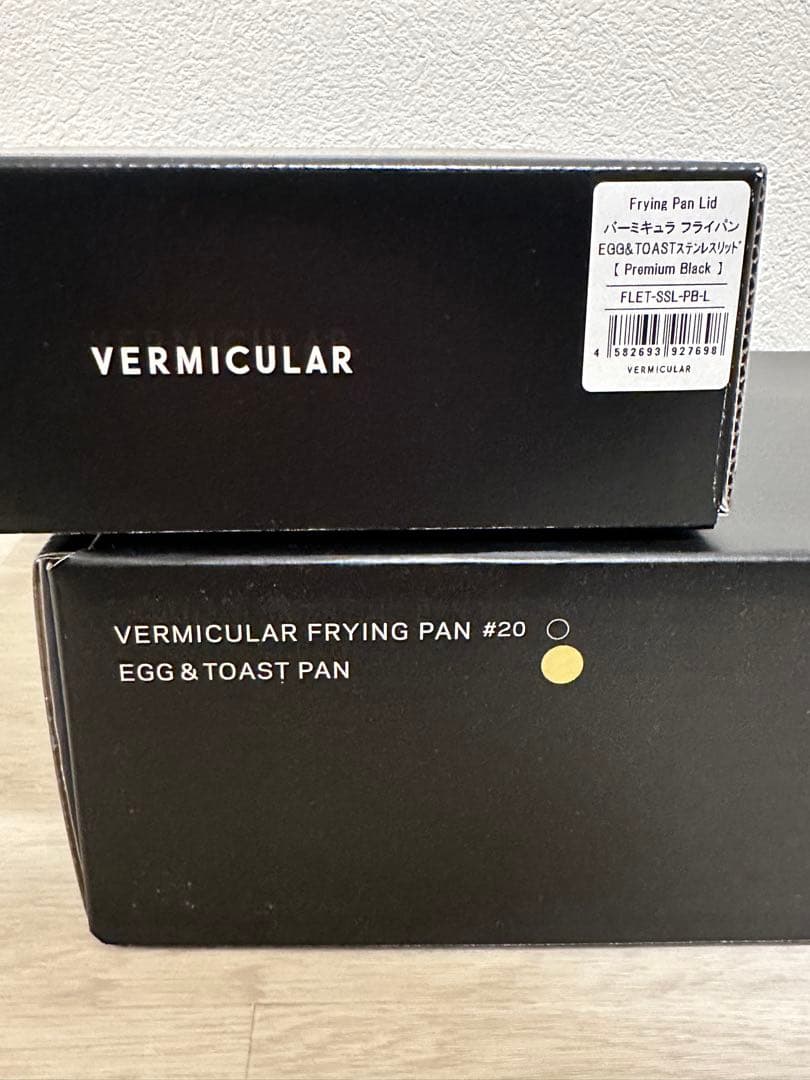 VERMICULAR
Frying Pan Lid
バーミキュラ フライパン
EGG&TOASTステンレスリッド
【 Premium Black 】
FLET-SSL-PB-L
4 582693 927698
VERMICULAR
VERMICULAR FRYING PAN #20
EGG & TOAST PAN